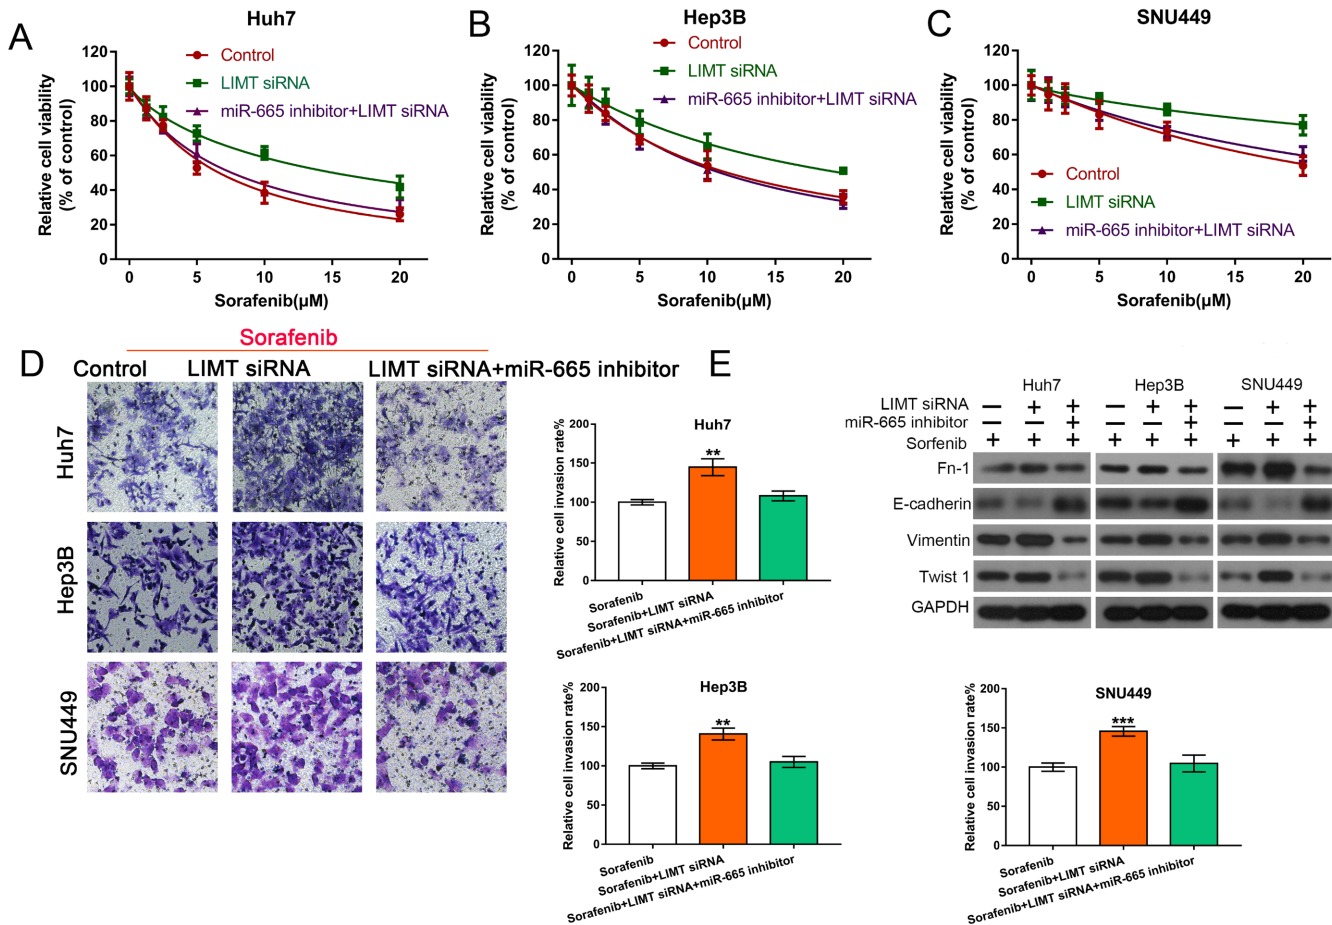 A
Huh7
Relative cell viability
(% of control)
120
100
80
60
40
20
0
Control
LIMT siRNA
miR-665 inhibitor+LIMT siRNA
0 5 10 15 20
Sorafenib(µM)
B
Hep3B
Relative cell viability
(% of control)
120
100
80
60
40
20
0
Control
LIMT siRNA
miR-665 inhibitor+LIMT siRNA
0 5 10 15 20
Sorafenib(µM)
C
SNU449
Relative cell viability
(% of control)
120
100
80
60
40
20
0
Control
LIMT siRNA
miR-665 inhibitor+LIMT siRNA
0 5 10 15 20
Sorafenib(µM)
D
Sorafenib
Control LIMT siRNA LIMT siRNA+miR-665 inhibitor
Huh7
Hep3B
SNU449
Huh7
Relative cell invasion rate%
200
150
100
50
0
**
Sorafenib
Sorafenib+LIMT siRNA
Sorafenib+LIMT siRNA+miR-665 inhibitor
Hep3B
Relative cell invasion rate%
200
150
100
50
0
**
Sorafenib
Sorafenib+LIMT siRNA
Sorafenib+LIMT siRNA+miR-665 inhibitor
SNU449
Relative cell invasion rate%
200
150
100
50
0
***
Sorafenib
Sorafenib+LIMT siRNA
Sorafenib+LIMT siRNA+miR-665 inhibitor
E
Huh7 Hep3B SNU449
LIMT siRNA — + + — + + — + +
miR-665 inhibitor — — + — — + — — +
Sorfenib + + + + + + + + +
Fn-1
E-cadherin
Vimentin
Twist 1
GAPDH